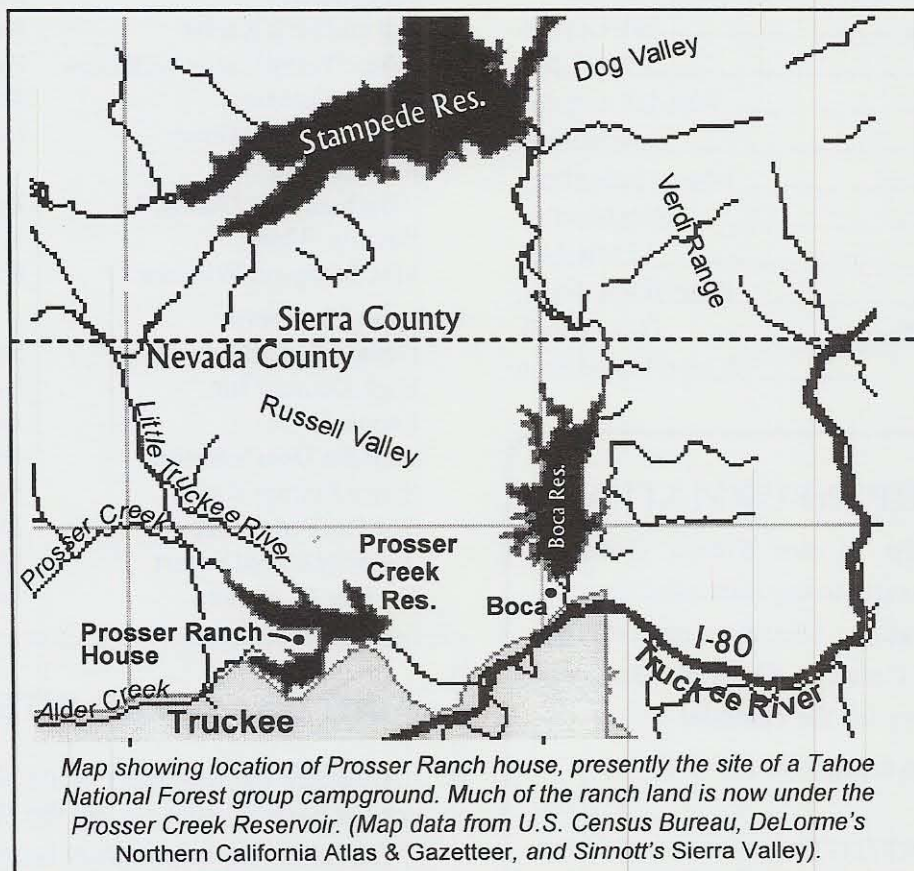 Dog Valley
Stampede Res.
Verdi Range
Sierra County
Nevada County
Russell Valley
Little Truckee River
Boca Res.
Prosser Creek
Prosser
Creek
Res.
Boca
Prosser Ranch
House
I-80
Truckee River
Alder Creek
Truckee
Map showing location of Prosser Ranch house, presently the site of a Tahoe
National Forest group campground. Much of the ranch land is now under the
Prosser Creek Reservoir. (Map data from U.S. Census Bureau, DeLorme's
Northern California Atlas & Gazetteer, and Sinnott's Sierra Valley).